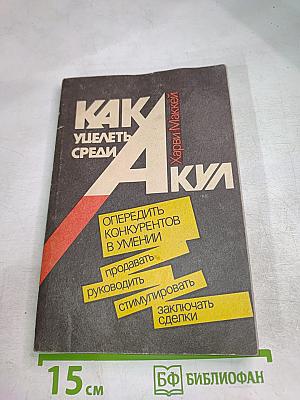 КАК
УЦЕЛЕТЬ
СРЕДИ
АКУЛ
Харви Маккей
ОПЕРЕДИТЬ
КОНКУРЕНТОВ
В УМЕНИИ
продавать
руководить
стимулировать
заключать
сделки
15 см
БФ БИБЛИОФАН